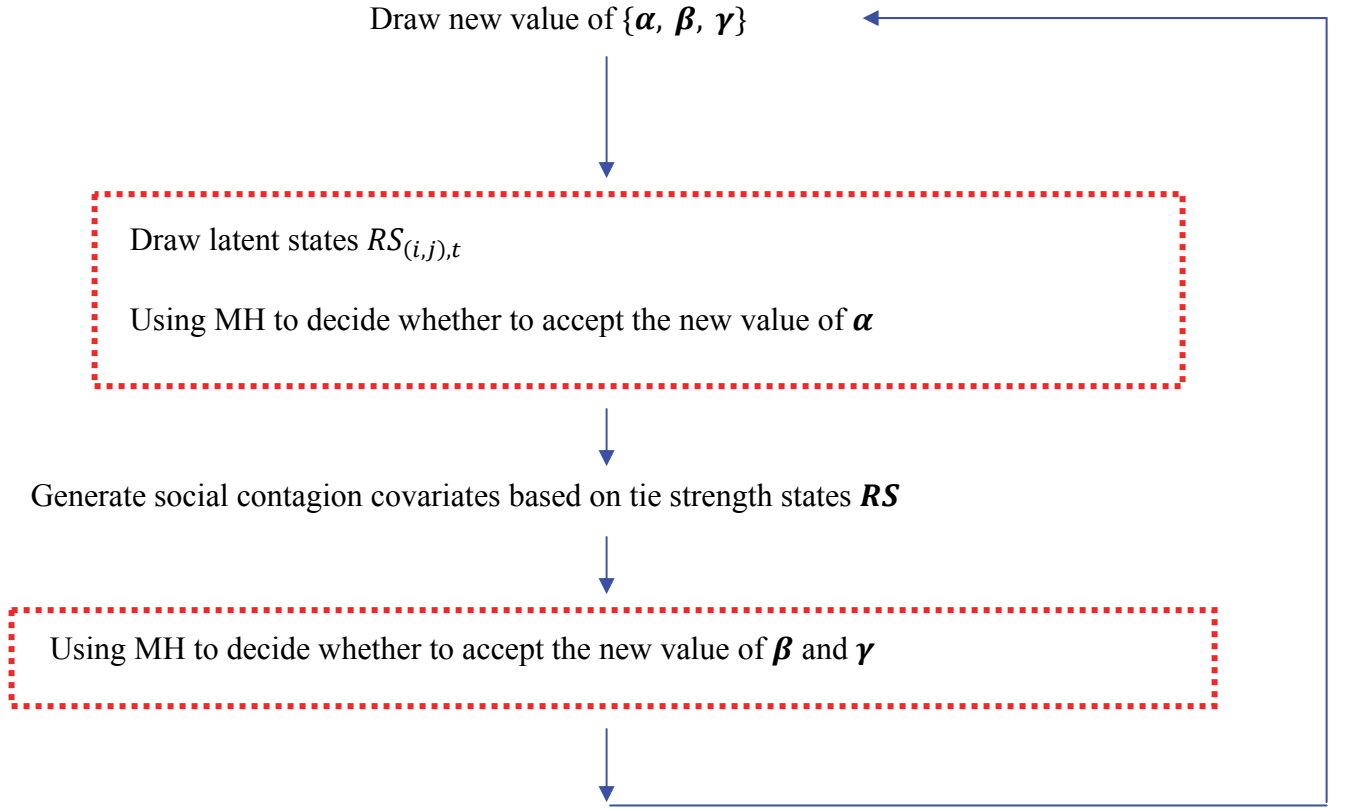 Draw new value of {α, β, γ}
Draw latent states RS_{(i,j),t}
Using MH to decide whether to accept the new value of α
Generate social contagion covariates based on tie strength states RS
Using MH to decide whether to accept the new value of β and γ